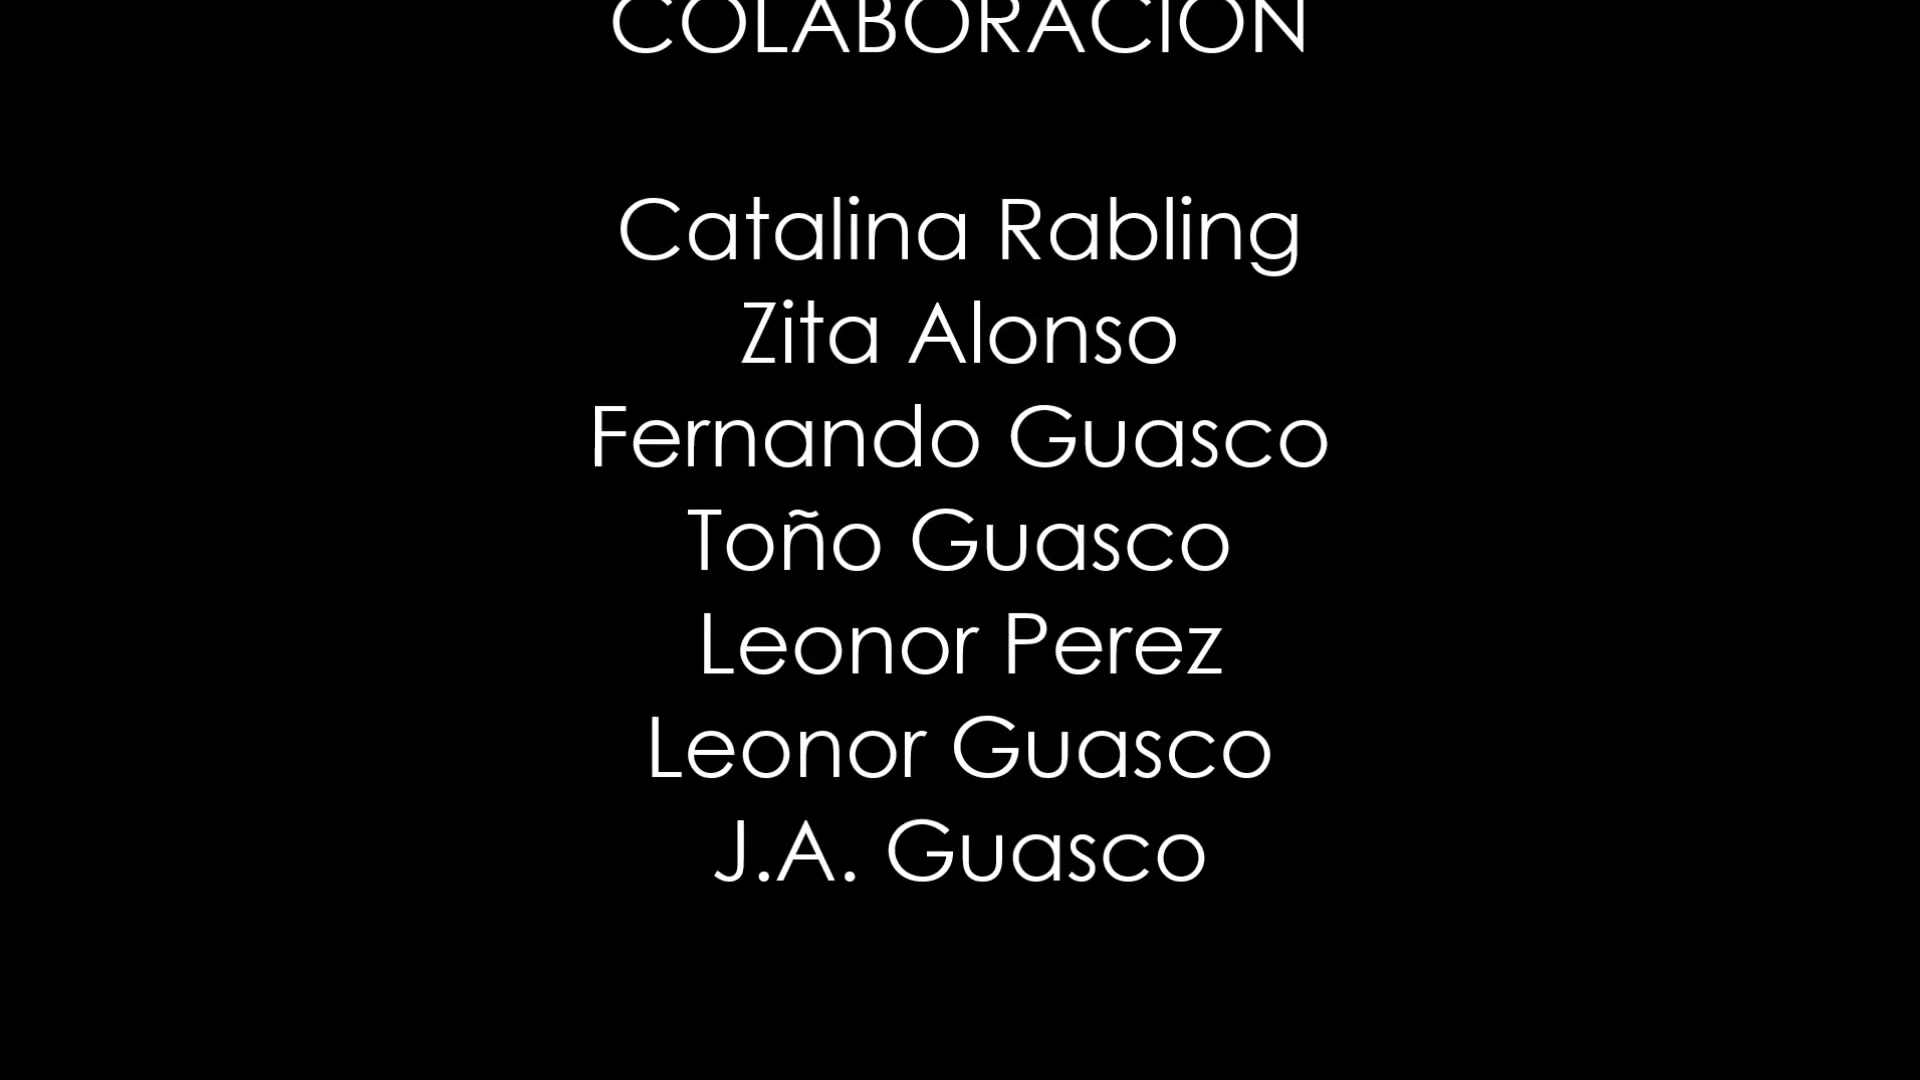 COLABORACION
Catalina Rabling
Zita Alonso
Fernando Guasco
Toño Guasco
Leonor Perez
Leonor Guasco
J.A. Guasco